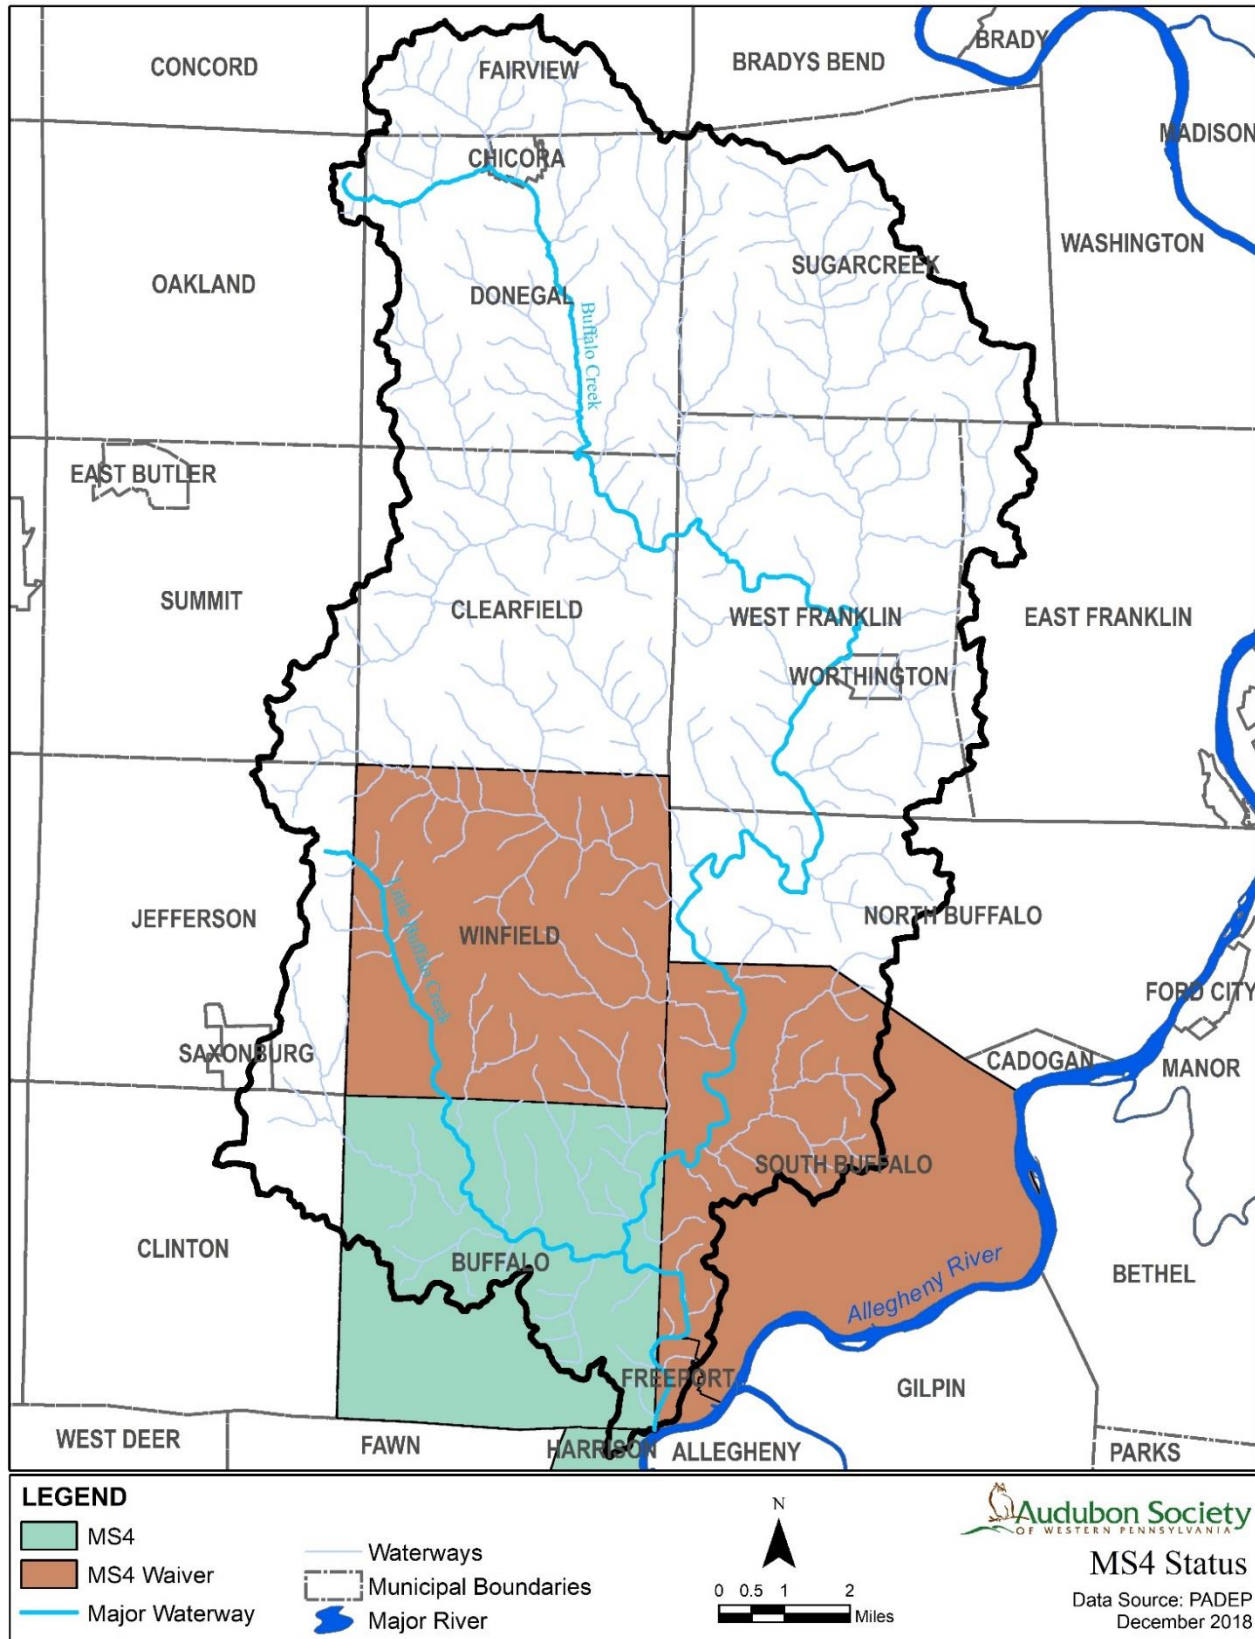 CONCORD
FAIRVIEW
BRADYS BEND
BRADY
MADISON
CHICORA
OAKLAND
DONEGAL
SUGARCREEK
WASHINGTON
Buffalo Creek
EAST BUTLER
SUMMIT
CLEARFIELD
WEST FRANKLIN
EAST FRANKLIN
WORTHINGTON
JEFFERSON
WINFIELD
Little Buffalo Creek
NORTH BUFFALO
FORD CITY
SAXONBURG
CADOGAN
MANOR
SOUTH BUFFALO
CLINTON
BUFFALO
Allegheny River
BETHEL
FREEPORT
GILPIN
WEST DEER
FAWN
HARRISON
ALLEGHENY
PARKS
LEGEND
MS4
MS4 Waiver
Major Waterway
Waterways
Municipal Boundaries
Major River
N
0 0.5 1 2
Miles
Audubon Society
OF WESTERN PENNSYLVANIA
MS4 Status
Data Source: PADEP
December 2018